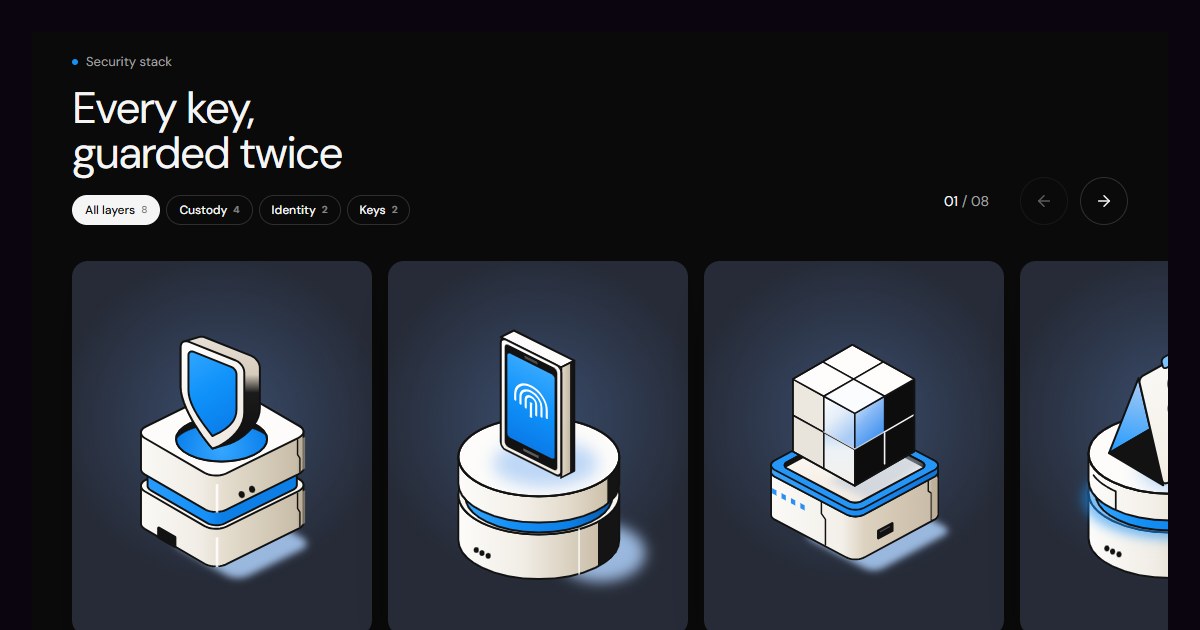 Security stack
Every key,
guarded twice
All layers 8
Custody 4
Identity 2
Keys 2
01 / 08